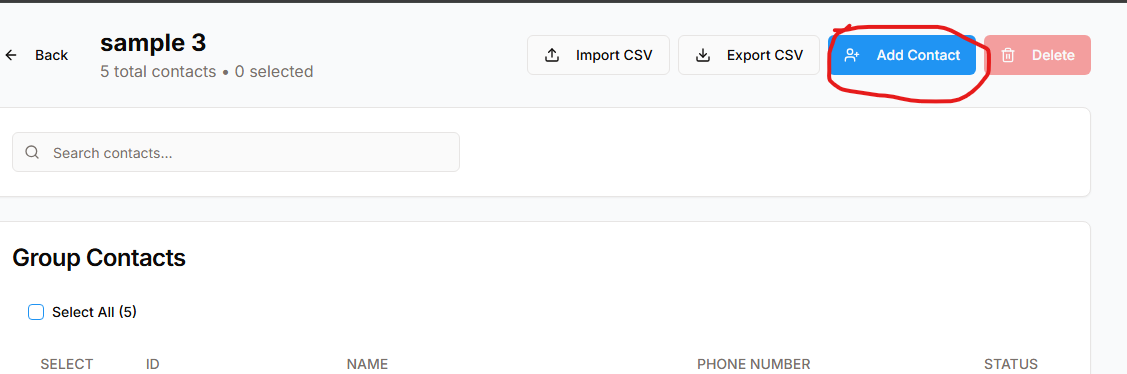 Back
sample 3
5 total contacts • 0 selected
Import CSV
Export CSV
Add Contact
Delete
Search contacts...
Group Contacts
Select All (5)
SELECT ID NAME PHONE NUMBER STATUS